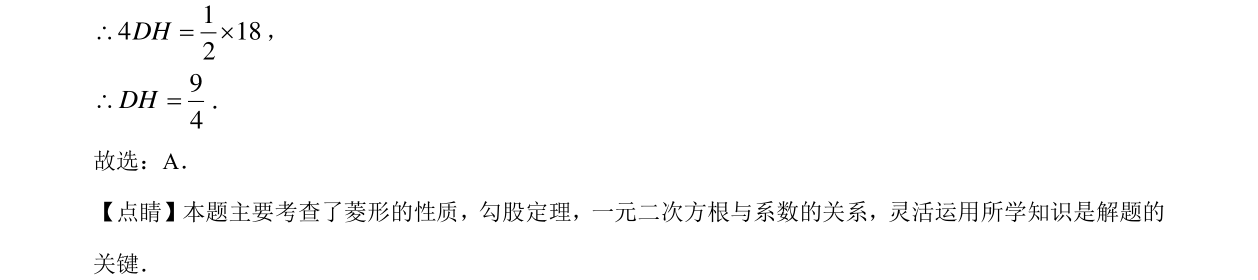 ∴4DH = 1/2 × 18，
∴DH = 9/4．
故选：A．
【点睛】本题主要考查了菱形的性质，勾股定理，一元二次方根与系数的关系，灵活运用所学知识是解题的
关键．